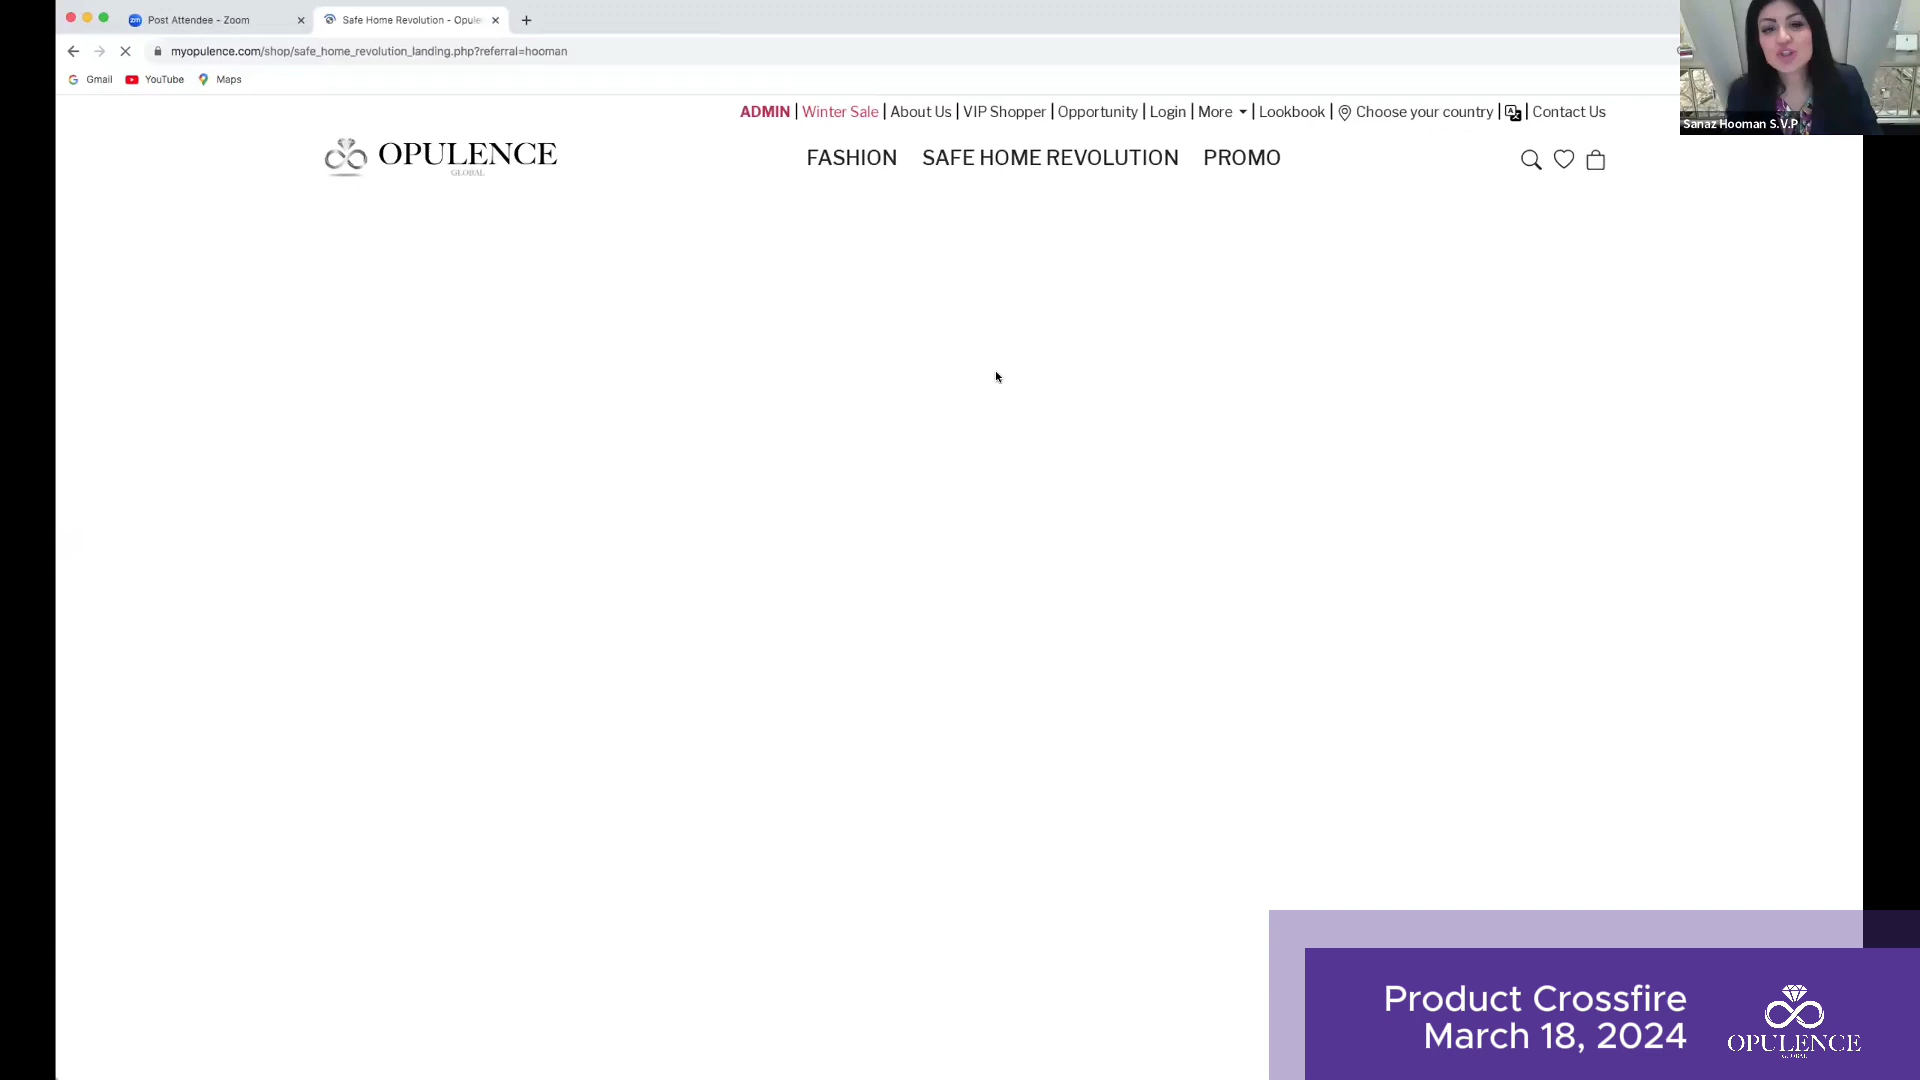 Post Attendee - Zoom
Safe Home Revolution - Opule
myopulence.com/shop/safe_home_revolution_landing.php?referral=hooman
Gmail YouTube Maps
ADMIN | Winter Sale | About Us | VIP Shopper | Opportunity | Login | More | Lookbook | Choose your country | | Contact Us
OPULENCE
GLOBAL
FASHION SAFE HOME REVOLUTION PROMO
Sanaz Hooman S.V.P
Product Crossfire
March 18, 2024
OPULENCE
GLOBAL